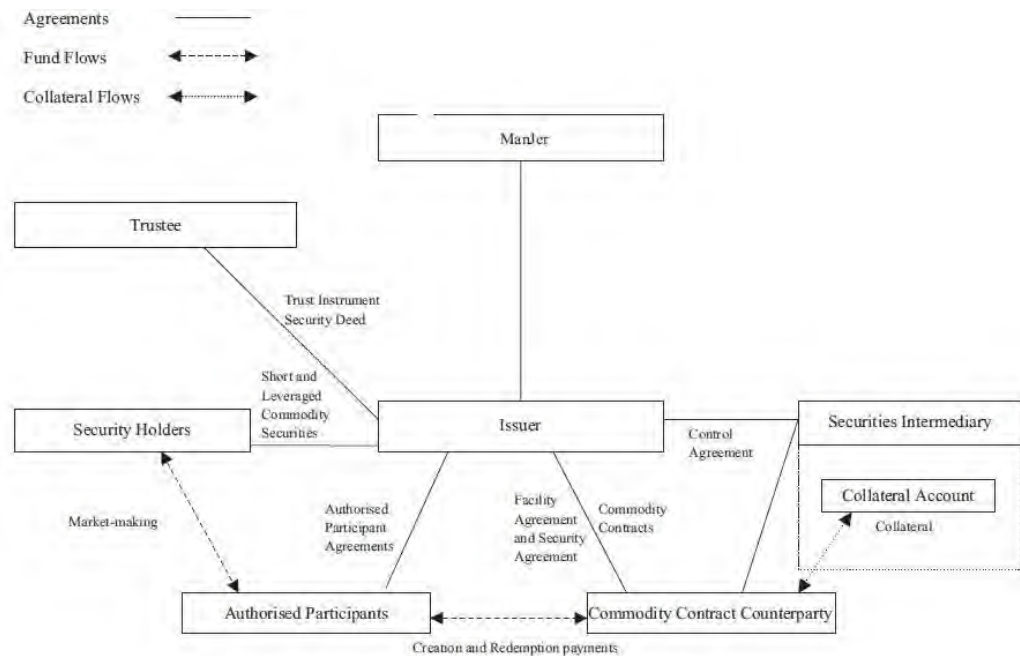 Agreements
Fund Flows
Collateral Flows
ManJer
Trustee
Trust Instrument
Security Deed
Short and
Leveraged
Commodity
Securities
Security Holders
Issuer
Securities Intermediary
Control
Agreement
Collateral Account
Collateral
Market-making
Authorised
Participant
Agreements
Facility
Agreement
and Security
Agreement
Commodity
Contracts
Authorised Participants
Commodity Contract Counterparty
Creation and Redemption payments